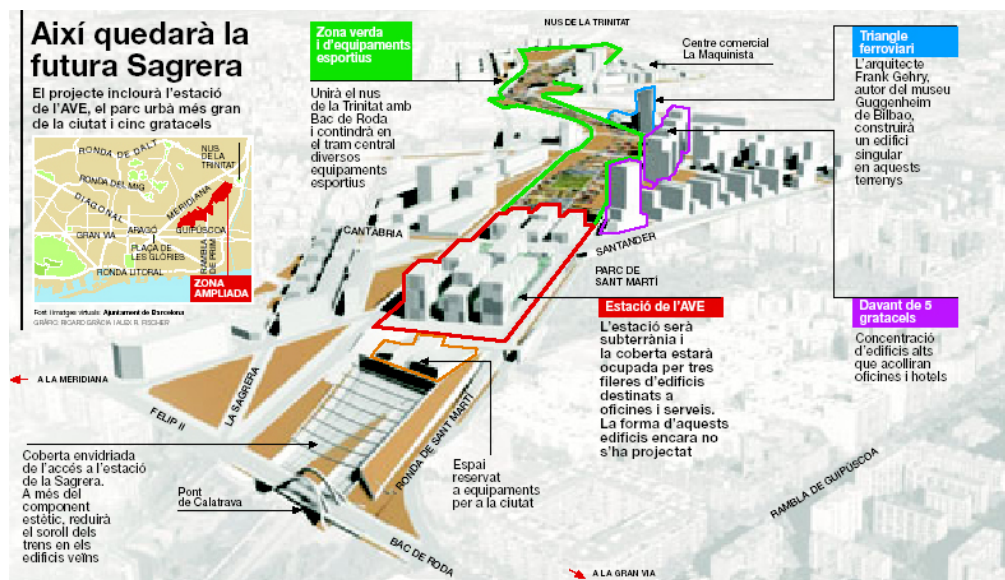 Així quedarà la
futura Sagrera
El projecte inclourà l'estació
de l'AVE, el parc urbà més gran
de la ciutat i cinc gratacels
RONDA DE DALT
NUS
DE LA
TRINITAT
RONDA DEL MIG
MERIDIANA
DIAGONAL
GRAN VIA
ARAGÓ
GUIPÚSCOA
PLAÇA DE
LES GLÒRIES
RAMBLA
DE PRIM
RONDA LITORAL
ZONA
AMPLIADA
Font i imatges virtuals: Ajuntament de Barcelona
GRÀFIC: RICARD GRÀCIA I ALEX R. FISCHER
Zona verda
i d'equipaments
esportius
Unirà el nus
de la Trinitat amb
Bac de Roda
i contindrà en
el tram central
diversos
equipaments
esportius
NUS DE LA TRINITAT
Centre comercial
La Maquinista
Triangle
ferroviari
L'arquitecte
Frank Gehry,
autor del museu
Guggenheim
de Bilbao,
construirà
un edifici
singular
en aquests
terrenys
CANTÀBRIA
SANTANDER
PARC DE
SANT MARTÍ
Estació de l'AVE
L'estació serà
subterrània i
la coberta estarà
ocupada per tres
fileres d'edificis
destinats a
oficines i serveis.
La forma d'aquests
edificis encara no
s'ha projectat
Davant de 5
gratacels
Concentració
d'edificis alts
que acolliran
oficines i hotels
A LA MERIDIANA
FELIP II
LA SAGRERA
RONDA DE SANT MARTÍ
Coberta envidriada
de l'accés a l'estació
de la Sagrera.
A més del
component
estètic, reduirà
el soroll dels
trens en els
edificis veïns
Pont
de Calatrava
Espai
reservat
a equipaments
per a la ciutat
BAC DE RODA
RAMBLA DE GUIPÚSCOA
A LA GRAN VIA